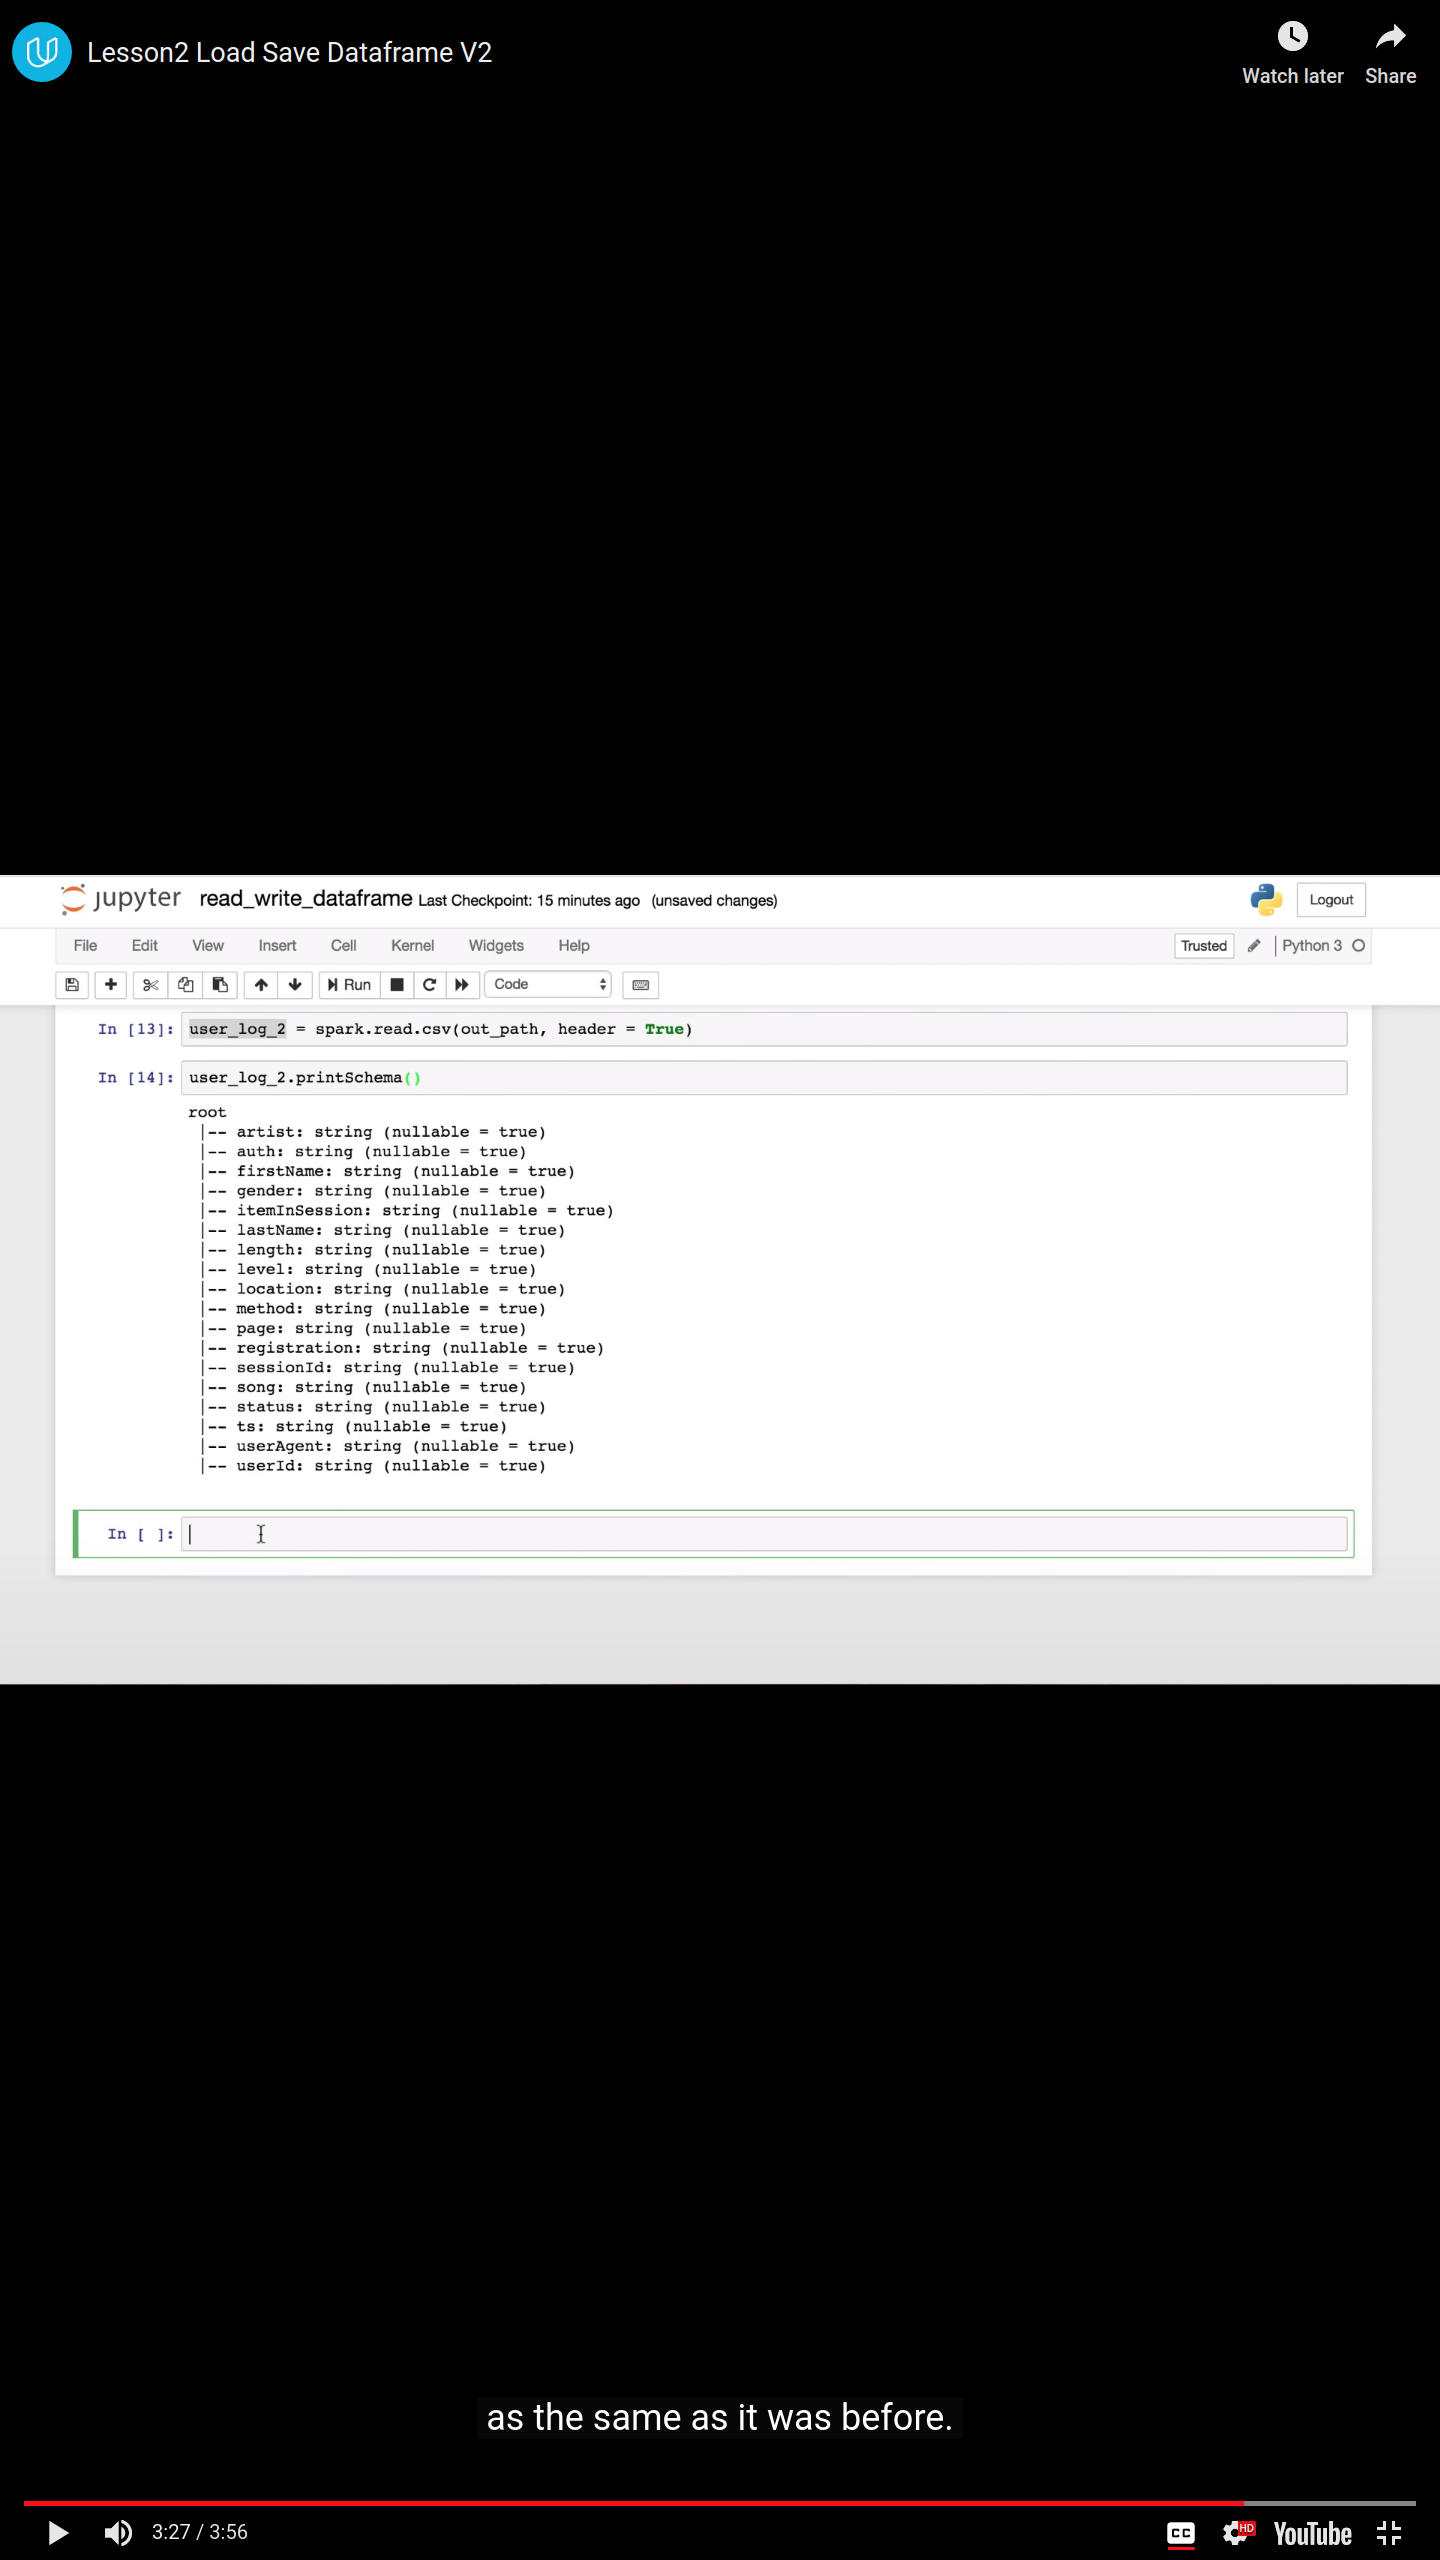 Lesson2 Load Save Dataframe V2
Watch later
Share
jupyter read_write_dataframe Last Checkpoint: 15 minutes ago (unsaved changes)
Logout
File Edit View Insert Cell Kernel Widgets Help
Trusted
Python 3
Run
Code
In [13]: user_log_2 = spark.read.csv(out_path, header = True)
In [14]: user_log_2.printSchema()
root
|-- artist: string (nullable = true)
|-- auth: string (nullable = true)
|-- firstName: string (nullable = true)
|-- gender: string (nullable = true)
|-- itemInSession: string (nullable = true)
|-- lastName: string (nullable = true)
|-- length: string (nullable = true)
|-- level: string (nullable = true)
|-- location: string (nullable = true)
|-- method: string (nullable = true)
|-- page: string (nullable = true)
|-- registration: string (nullable = true)
|-- sessionId: string (nullable = true)
|-- song: string (nullable = true)
|-- status: string (nullable = true)
|-- ts: string (nullable = true)
|-- userAgent: string (nullable = true)
|-- userId: string (nullable = true)
In [ ]:
as the same as it was before.
3:27 / 3:56
CC
HD
YouTube